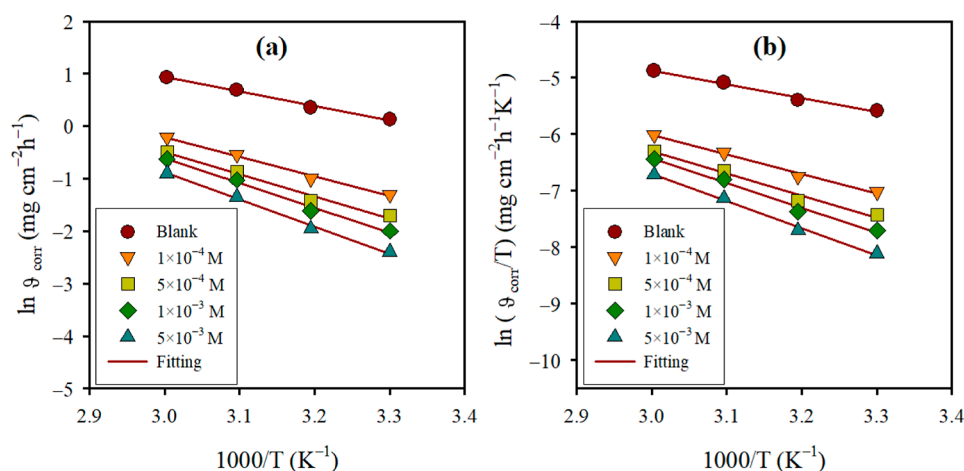 (a)
ln ϑ corr (mg cm⁻²h⁻¹)
2
1
0
−1
−2
−3
−4
−5
Blank
1×10⁻⁴ M
5×10⁻⁴ M
1×10⁻³ M
5×10⁻³ M
Fitting
2.9 3.0 3.1 3.2 3.3 3.4
1000/T (K⁻¹)
(b)
ln ( ϑ corr/T) (mg cm⁻²h⁻¹K⁻¹)
−4
−5
−6
−7
−8
−9
−10
Blank
1×10⁻⁴ M
5×10⁻⁴ M
1×10⁻³ M
5×10⁻³ M
Fitting
2.9 3.0 3.1 3.2 3.3 3.4
1000/T (K⁻¹)